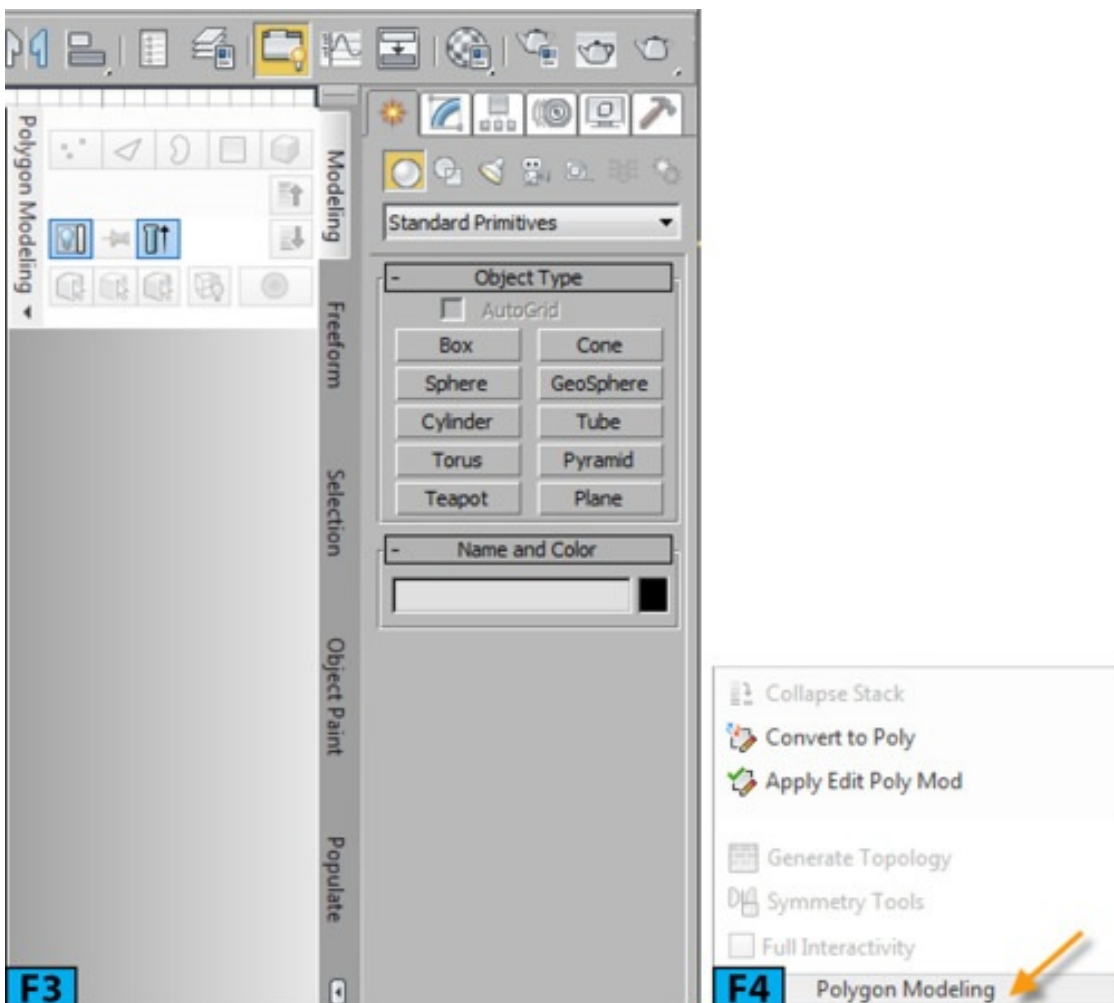 Polygon Modeling
Modeling
Freeform
Selection
Object Paint
Populate
Standard Primitives
- Object Type
AutoGrid
Box Cone
Sphere GeoSphere
Cylinder Tube
Torus Pyramid
Teapot Plane
- Name and Color
F3
Collapse Stack
Convert to Poly
Apply Edit Poly Mod
Generate Topology
Symmetry Tools
Full Interactivity
F4 Polygon Modeling